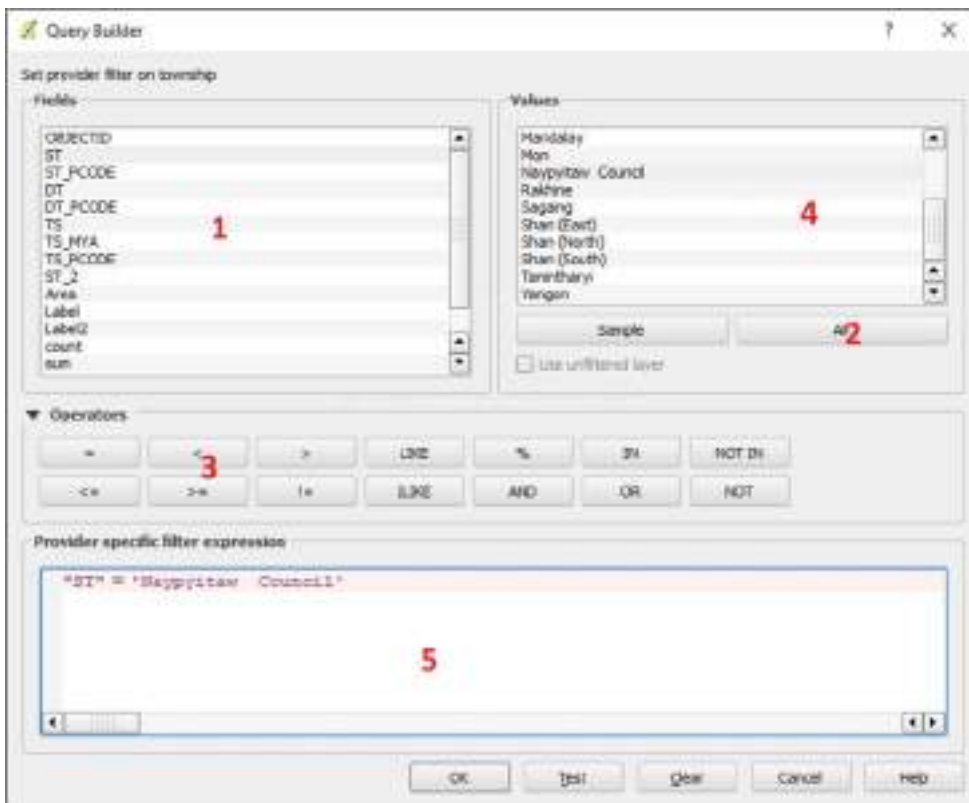 Query Builder
?
Set provider filter on township
Fields
OBJECTID
ST
ST_PCODE
DT
DT_PCODE
TS
TS_MYA
TS_PCODE
ST_2
Area
Label
Label2
count
sum
1
Values
Mandalay
Mon
Naypyitaw Council
Rakhine
Sagaing
Shan (East)
Shan (North)
Shan (South)
Tanintharyi
Yangon
4
Sample
2
Use unfiltered layer
Operators
= < > LIKE % IN NOT IN
3
<= >= != ILIKE AND OR NOT
Provider specific filter expression
"ST" = 'Naypyitaw Council'
5
OK Test Clear Cancel Help